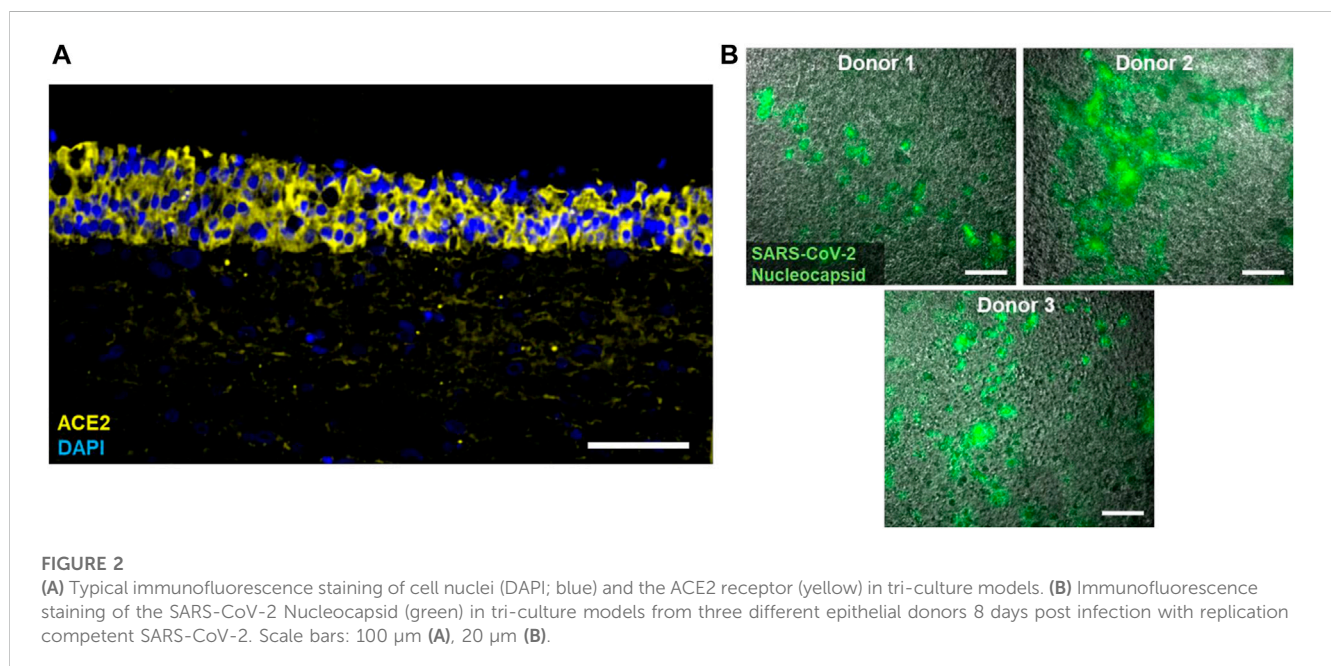 A
ACE2
DAPI
B
Donor 1
Donor 2
SARS-CoV-2
Nucleocapsid
Donor 3
FIGURE 2
(A) Typical immunofluorescence staining of cell nuclei (DAPI; blue) and the ACE2 receptor (yellow) in tri-culture models. (B) Immunofluorescence
staining of the SARS-CoV-2 Nucleocapsid (green) in tri-culture models from three different epithelial donors 8 days post infection with replication
competent SARS-CoV-2. Scale bars: 100 µm (A), 20 µm (B).